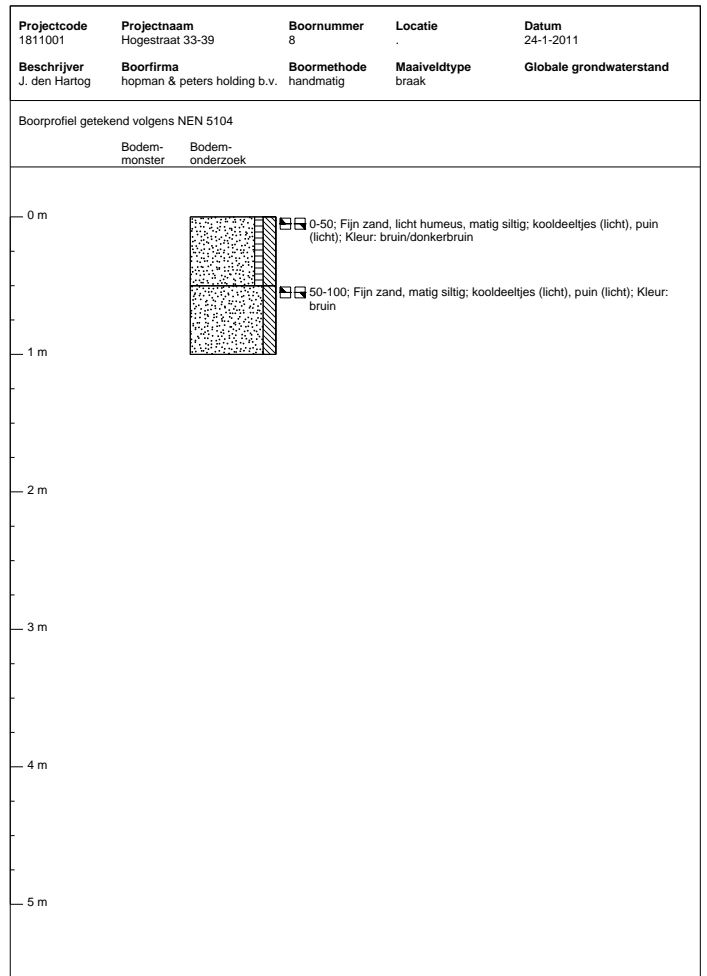 Projectcode Projectnaam Boornummer Locatie Datum
1811001 Hogestraat 33-39 8 . 24-1-2011
Beschrijver Boorfirma Boormethode Maaiveldtype Globale grondwaterstand
J. den Hartog hopman & peters holding b.v. handmatig braak
Boorprofiel getekend volgens NEN 5104
Bodem- Bodem-
monster onderzoek
0 m
0-50; Fijn zand, licht humeus, matig siltig; kooldeeltjes (licht), puin
(licht); Kleur: bruin/donkerbruin
50-100; Fijn zand, matig siltig; kooldeeltjes (licht), puin (licht); Kleur:
bruin
1 m
2 m
3 m
4 m
5 m